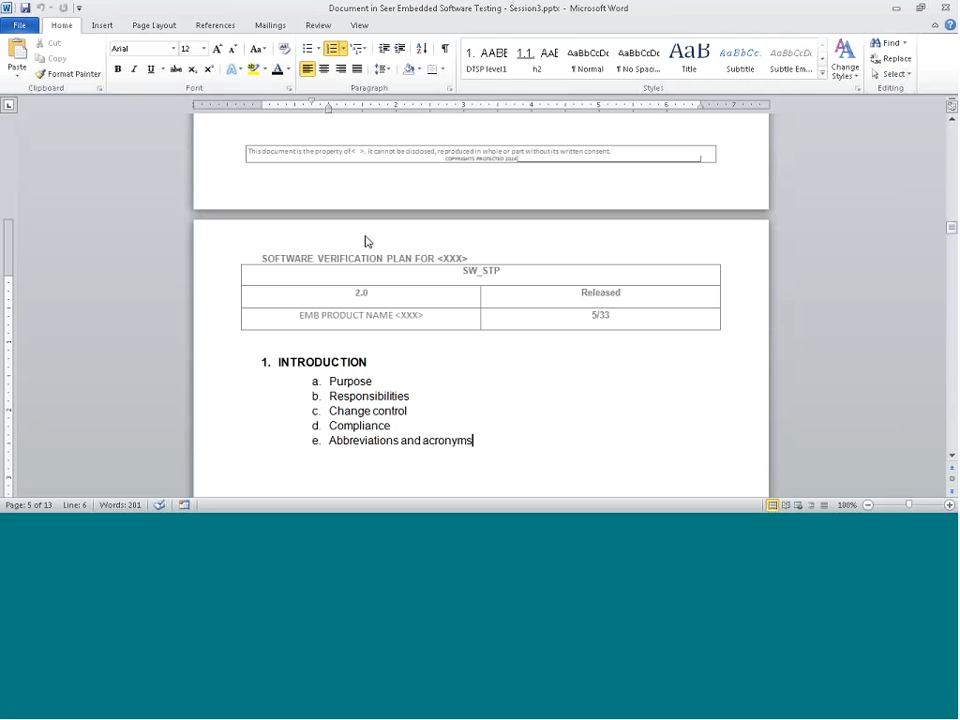 Document in Seer Embedded Software Testing - Session3.pptx - Microsoft Word
File Home Insert Page Layout References Mailings Review View
Paste
Cut
Copy
Format Painter
Clipboard
Arial 12
Font
Paragraph
1. AABE 1.1. AAE AaBbCcDc AaBbCcDc AaB AaBbCc. AaBbCcDc
DTSP level1 h2 ¶ Normal ¶ No Spaci... Title Subtitle Subtle Em...
Change Styles
Styles
Find
Replace
Select
Editing
This document is the property of < >. It cannot be disclosed, reproduced in whole or part without its written consent.
COPYRIGHTS PROTECTED 2014
SOFTWARE VERIFICATION PLAN FOR <XXX>
SW_STP
2.0 Released
EMB PRODUCT NAME <XXX> 5/33
1. INTRODUCTION
a. Purpose
b. Responsibilities
c. Change control
d. Compliance
e. Abbreviations and acronyms
Page: 5 of 13 Line: 6 Words: 201 100%